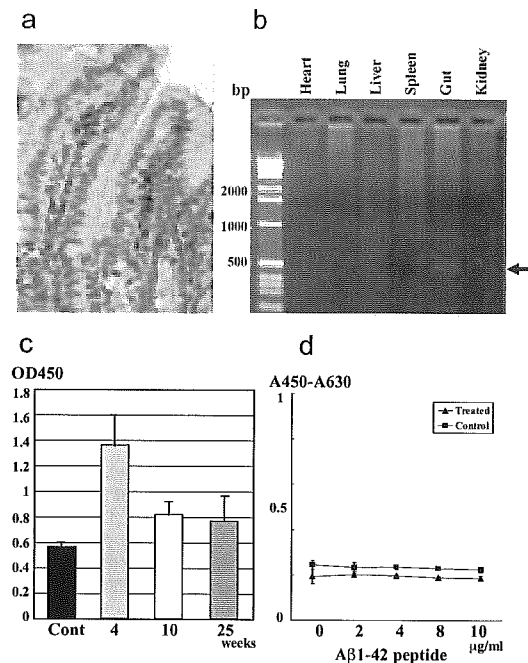 a
b
bp
Heart
Lung
Liver
Spleen
Gut
Kidney
2000
1000
500
c
OD450
1.8
1.6
1.4
1.2
1
0.8
0.6
0.4
0.2
0
Cont 4 10 25
weeks
d
A450-A630
1
0.5
0
Treated
Control
0 2 4 8 10
μg/ml
Aβ1-42 peptide